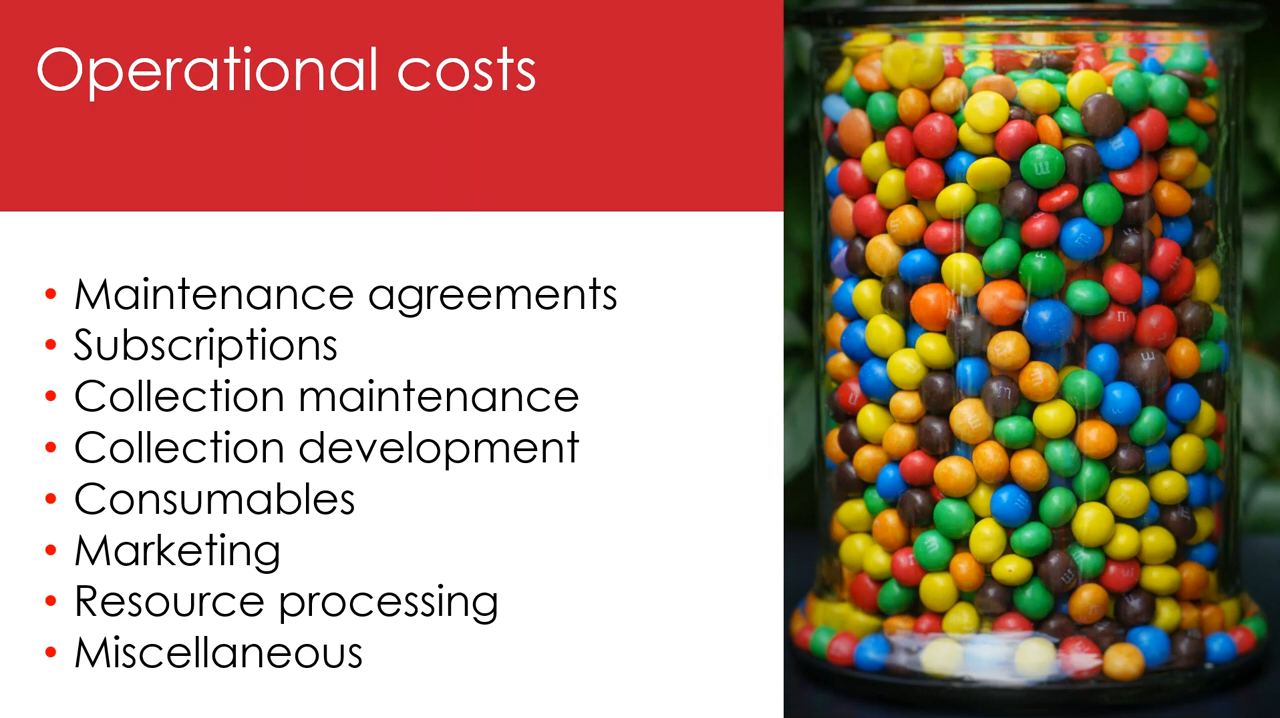 Operational costs
• Maintenance agreements
• Subscriptions
• Collection maintenance
• Collection development
• Consumables
• Marketing
• Resource processing
• Miscellaneous